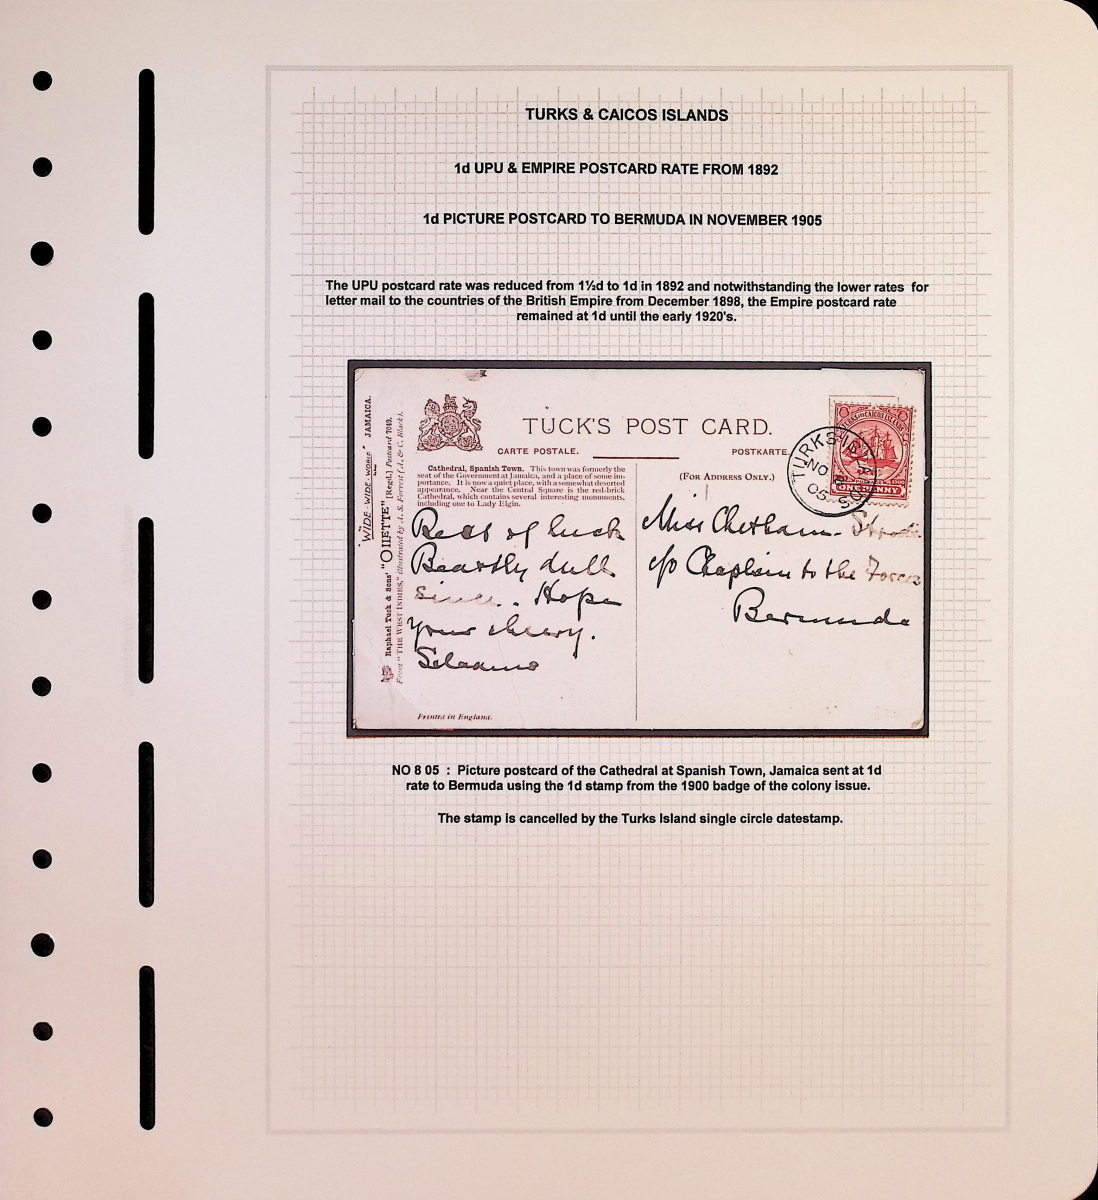 TURKS & CAICOS ISLANDS
1d UPU & EMPIRE POSTCARD RATE FROM 1892
1d PICTURE POSTCARD TO BERMUDA IN NOVEMBER 1905
The UPU postcard rate was reduced from 1½d to 1d in 1892 and notwithstanding the lower rates for
letter mail to the countries of the British Empire from December 1898, the Empire postcard rate
remained at 1d until the early 1920's.
"WIDE-WIDE-WORLD" JAMAICA.
Raphael Tuck & Sons' "OILETTE" [Regd.] Postcard 7049.
From "THE WEST INDIES," illustrated by A. S. Forrest (A. & C. Black).
TUCK'S POST CARD.
CARTE POSTALE. POSTKARTE.
Cathedral, Spanish Town. This town was formerly the
seat of the Government of Jamaica, and a place of some im-
portance. It is now a quiet place, with a somewhat deserted
appearance. Near the Central Square is the red-brick
Cathedral, which contains several interesting monuments,
including one to Lady Elgin.
(FOR ADDRESS ONLY.)
TURKS & CAICOS ISLANDS
ONE PENNY
TURKS ISLANDS
NO 8
05
Best of luck
Beastly dull
since. Hope
your cheery.
Miss Chetham-
c/o Chaplain to the Forces
Bermuda
Printed in England.
NO 8 05 : Picture postcard of the Cathedral at Spanish Town, Jamaica sent at 1d
rate to Bermuda using the 1d stamp from the 1900 badge of the colony issue.
The stamp is cancelled by the Turks Island single circle datestamp.